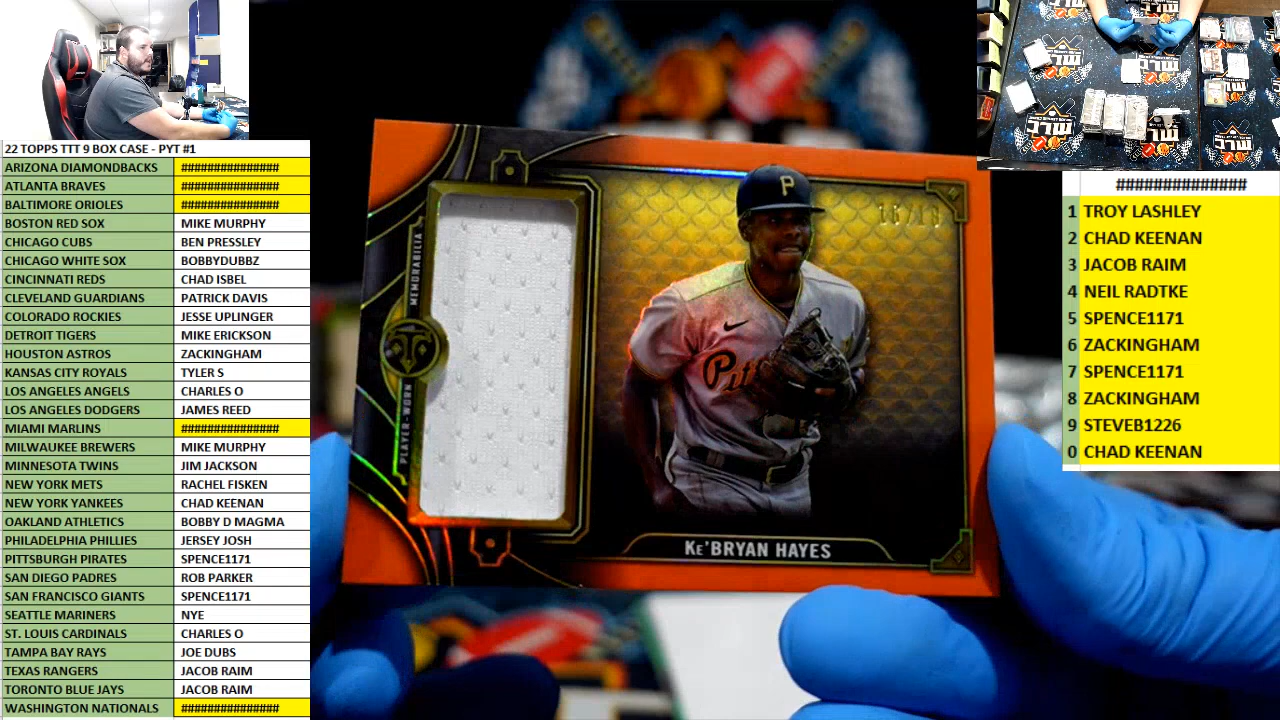 22 TOPPS TTT 9 BOX CASE - PYT #1
ARIZONA DIAMONDBACKS ###############
ATLANTA BRAVES ###############
BALTIMORE ORIOLES ###############
BOSTON RED SOX MIKE MURPHY
CHICAGO CUBS BEN PRESSLEY
CHICAGO WHITE SOX BOBBYDUBBZ
CINCINNATI REDS CHAD ISBEL
CLEVELAND GUARDIANS PATRICK DAVIS
COLORADO ROCKIES JESSE UPLINGER
DETROIT TIGERS MIKE ERICKSON
HOUSTON ASTROS ZACKINGHAM
KANSAS CITY ROYALS TYLER S
LOS ANGELES ANGELS CHARLES O
LOS ANGELES DODGERS JAMES REED
MIAMI MARLINS ###############
MILWAUKEE BREWERS MIKE MURPHY
MINNESOTA TWINS JIM JACKSON
NEW YORK METS RACHEL FISKEN
NEW YORK YANKEES CHAD KEENAN
OAKLAND ATHLETICS BOBBY D MAGMA
PHILADELPHIA PHILLIES JERSEY JOSH
PITTSBURGH PIRATES SPENCE1171
SAN DIEGO PADRES ROB PARKER
SAN FRANCISCO GIANTS SPENCE1171
SEATTLE MARINERS NYE
ST. LOUIS CARDINALS CHARLES O
TAMPA BAY RAYS JOE DUBS
TEXAS RANGERS JACOB RAIM
TORONTO BLUE JAYS JACOB RAIM
WASHINGTON NATIONALS ###############
PLAYER-WORN MEMORABILIA
P
Pitt
KE'BRYAN HAYES
MLC
##############
1 TROY LASHLEY
2 CHAD KEENAN
3 JACOB RAIM
4 NEIL RADTKE
5 SPENCE1171
6 ZACKINGHAM
7 SPENCE1171
8 ZACKINGHAM
9 STEVEB1226
0 CHAD KEENAN